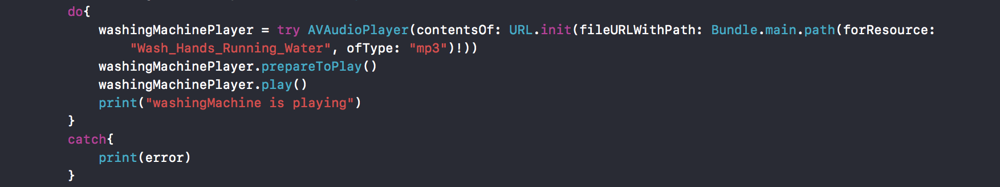 do{
washingMachinePlayer = try AVAudioPlayer(contentsOf: URL.init(fileURLWithPath: Bundle.main.path(forResource:
"Wash_Hands_Running_Water", ofType: "mp3")!))
washingMachinePlayer.prepareToPlay()
washingMachinePlayer.play()
print("washingMachine is playing")
}
catch{
print(error)
}